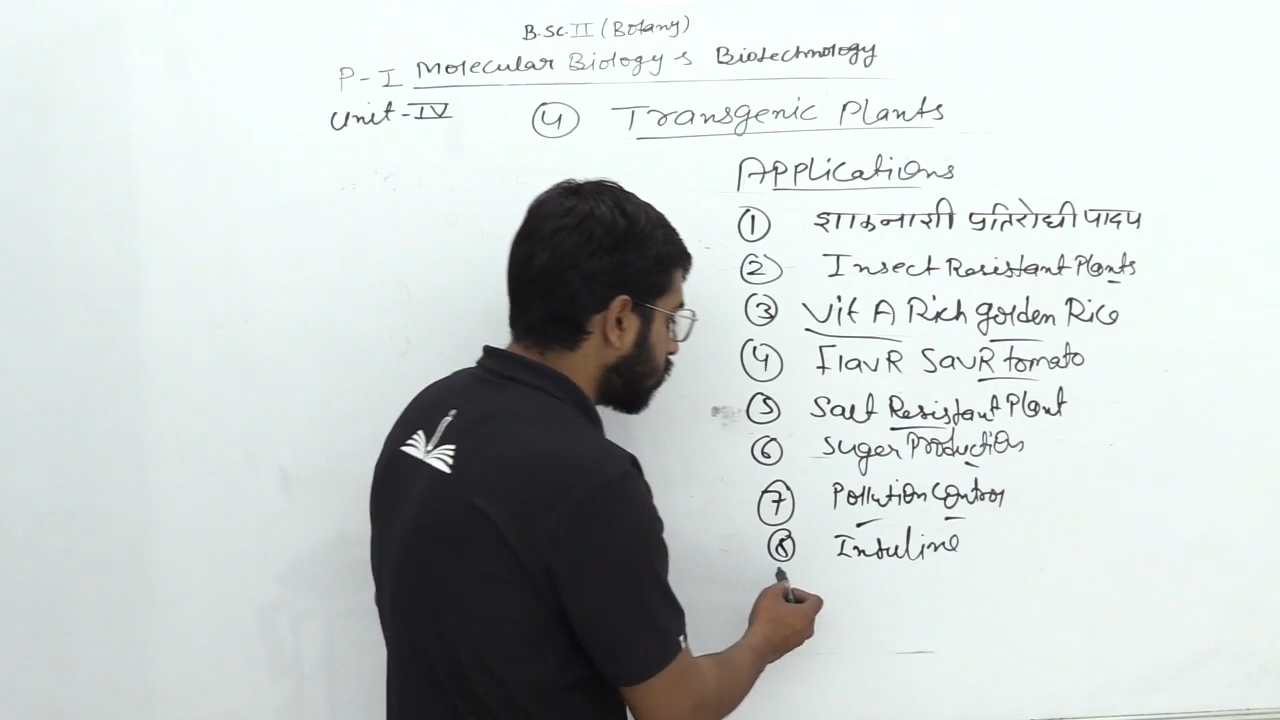 B.Sc. II (Botany)
P-I Molecular Biology & Biotechnology
Unit-IV
④ Transgenic Plants
Applications
① शाकनाशी प्रतिरोधी पादप
② Insect Resistant Plants
③ Vit A Rich golden Rice
④ FlavR SavR tomato
⑤ Salt Resistant Plant
⑥ Suger Production
⑦ Pollution Control
⑧ Insuline